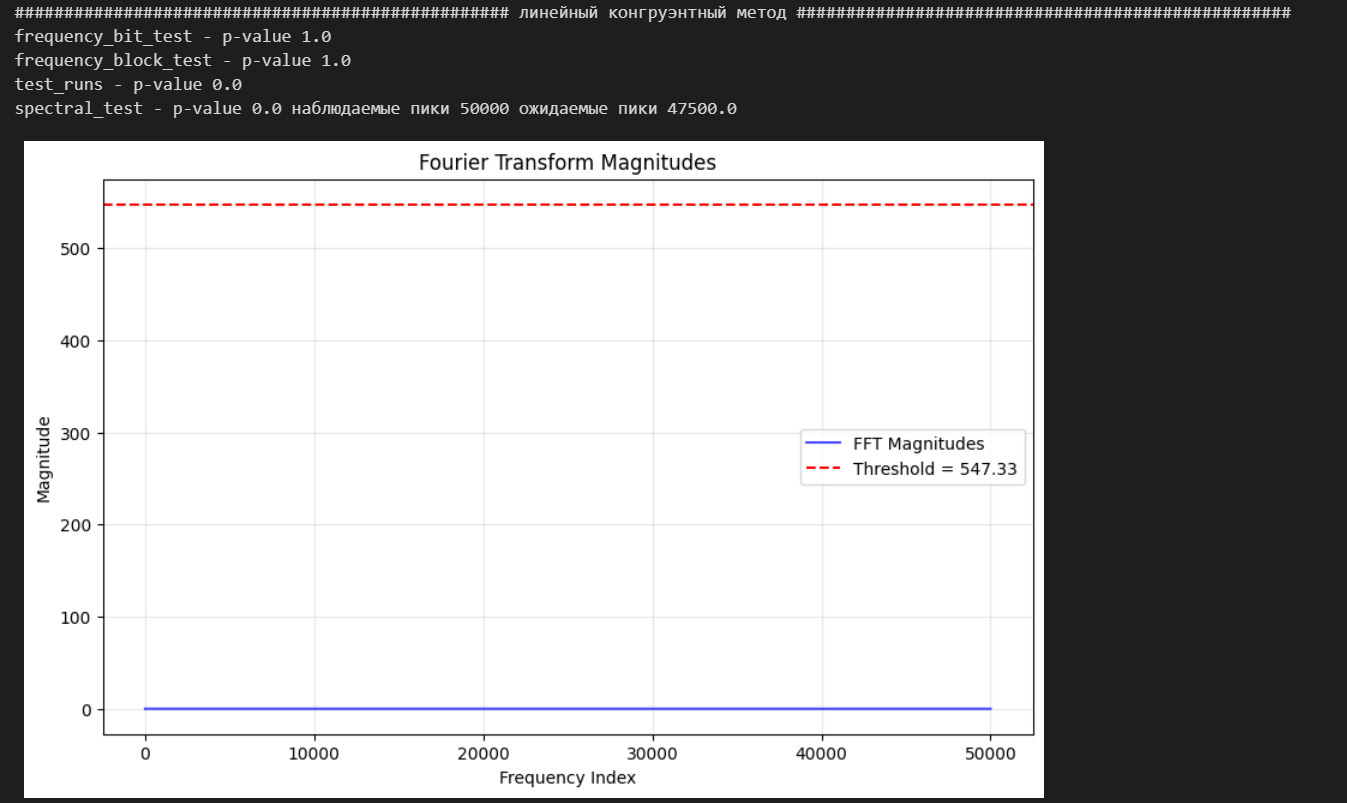 ################################################## линейный конгруэнтный метод ##################################################
frequency_bit_test - p-value 1.0
frequency_block_test - p-value 1.0
test_runs - p-value 0.0
spectral_test - p-value 0.0 наблюдаемые пики 50000 ожидаемые пики 47500.0
Fourier Transform Magnitudes
500
400
300
200
100
0
Magnitude
FFT Magnitudes
Threshold = 547.33
0
10000
20000
30000
40000
50000
Frequency Index